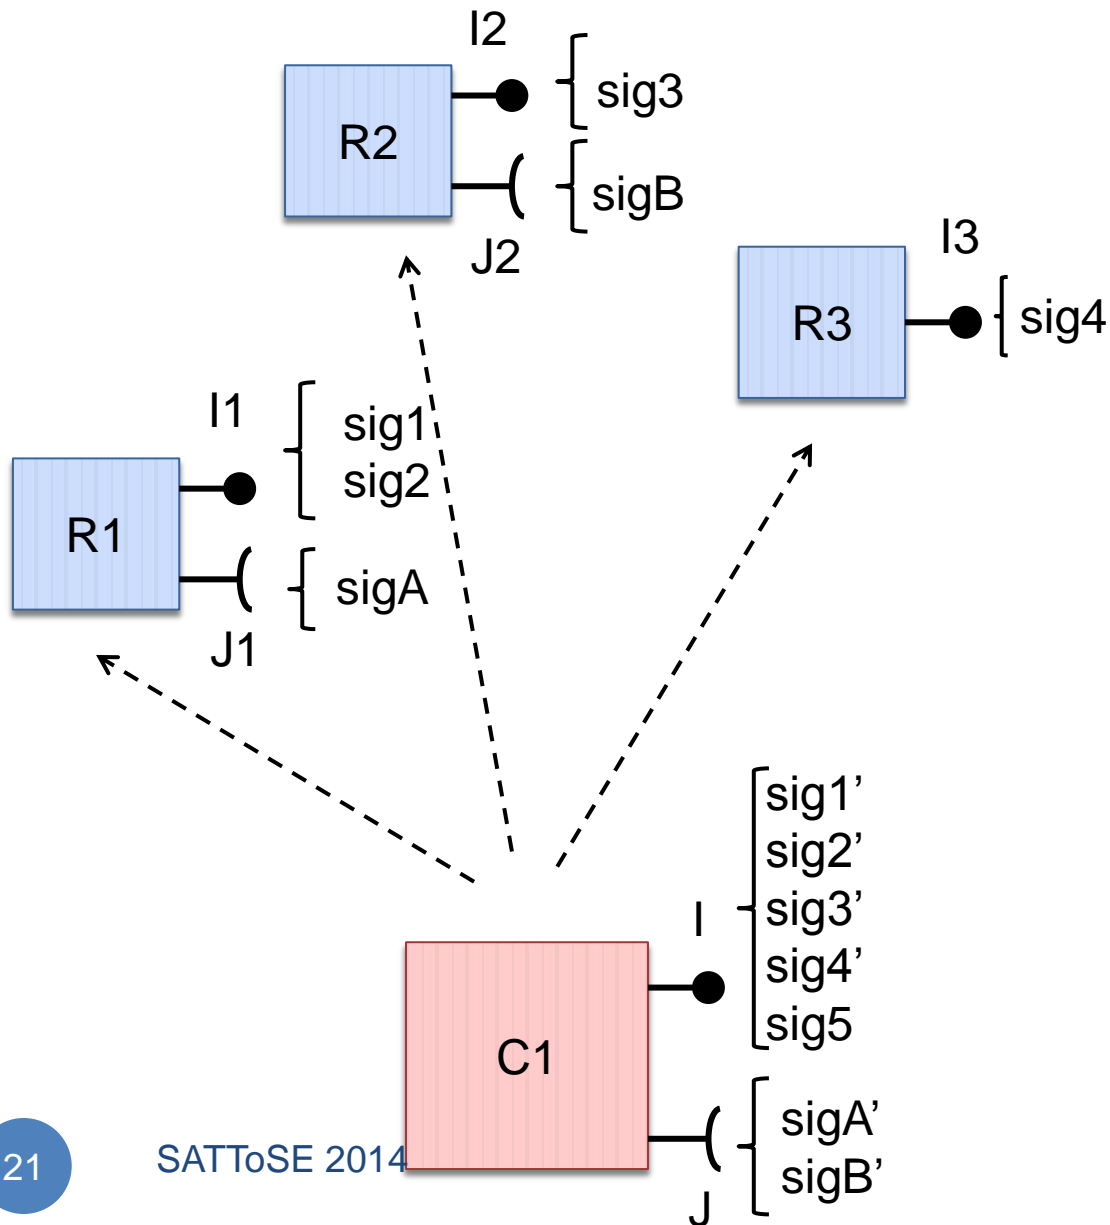 I2
sig3
R2
sigB
J2
I3
R3
sig4
I1
sig1
sig2
R1
sigA
J1
sig1’
sig2’
I
sig3’
sig4’
sig5
C1
sigA’
sigB’
J
21
SATToSE 2014